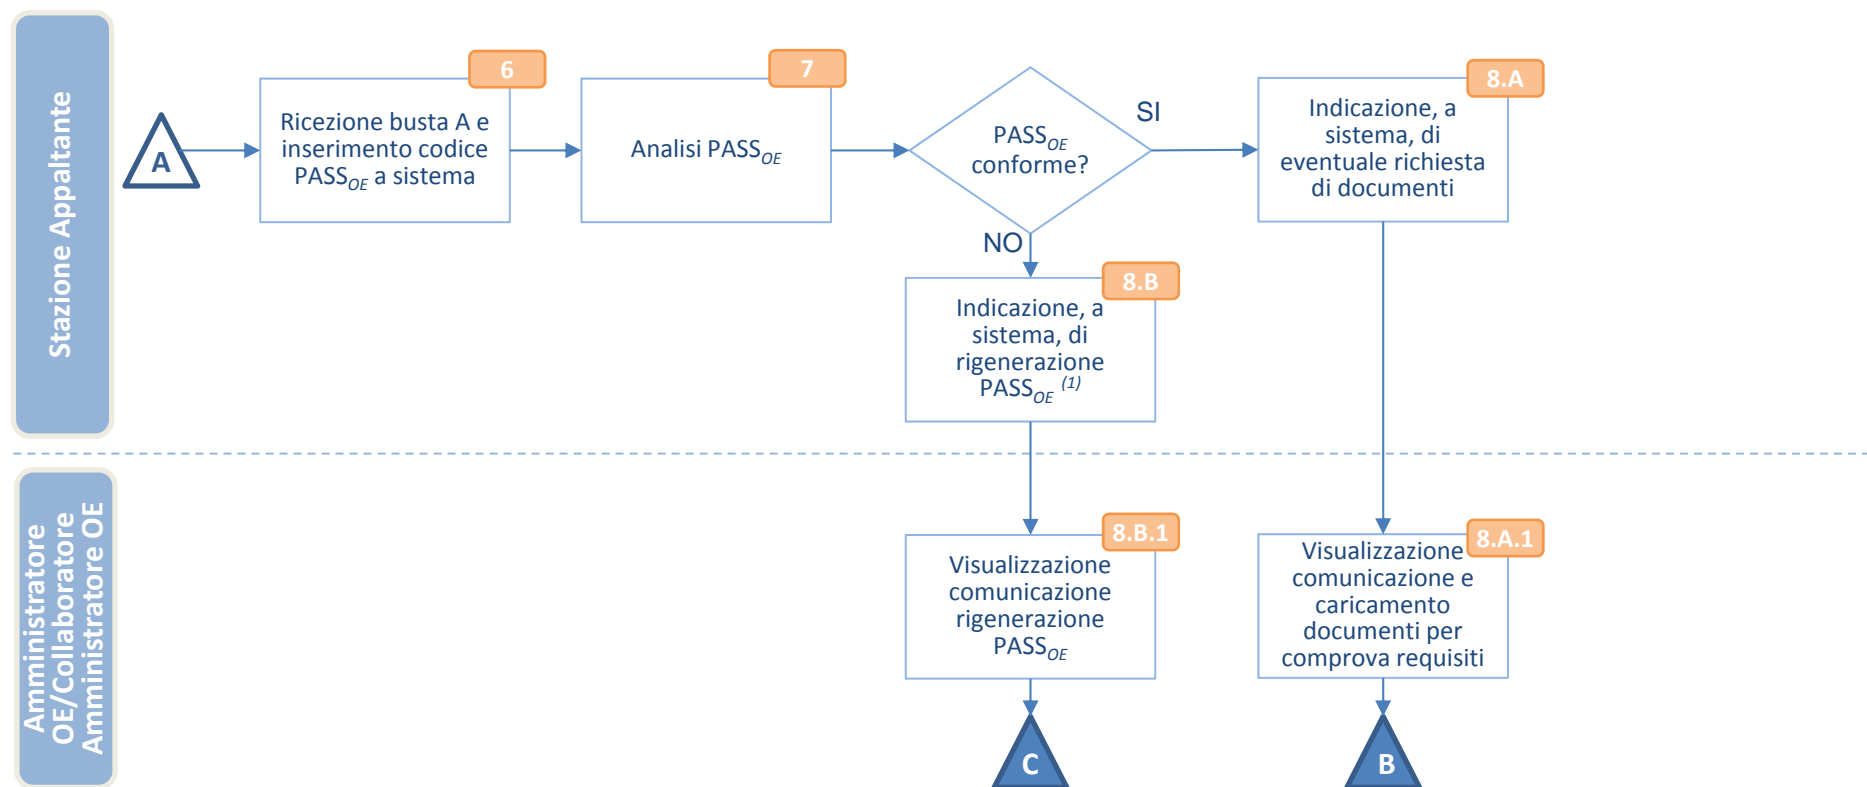 Stazione Appaltante
A
6
Ricezione busta A e
inserimento codice
PASSOE a sistema
7
Analisi PASSOE
PASSOE
conforme?
SI
NO
8.A
Indicazione, a
sistema, di
eventuale richiesta
di documenti
8.B
Indicazione, a
sistema, di
rigenerazione
PASSOE (1)
Amministratore
OE/Collaboratore
Amministratore OE
8.B.1
Visualizzazione
comunicazione
rigenerazione
PASSOE
8.A.1
Visualizzazione
comunicazione e
caricamento
documenti per
comprova requisiti
C
B